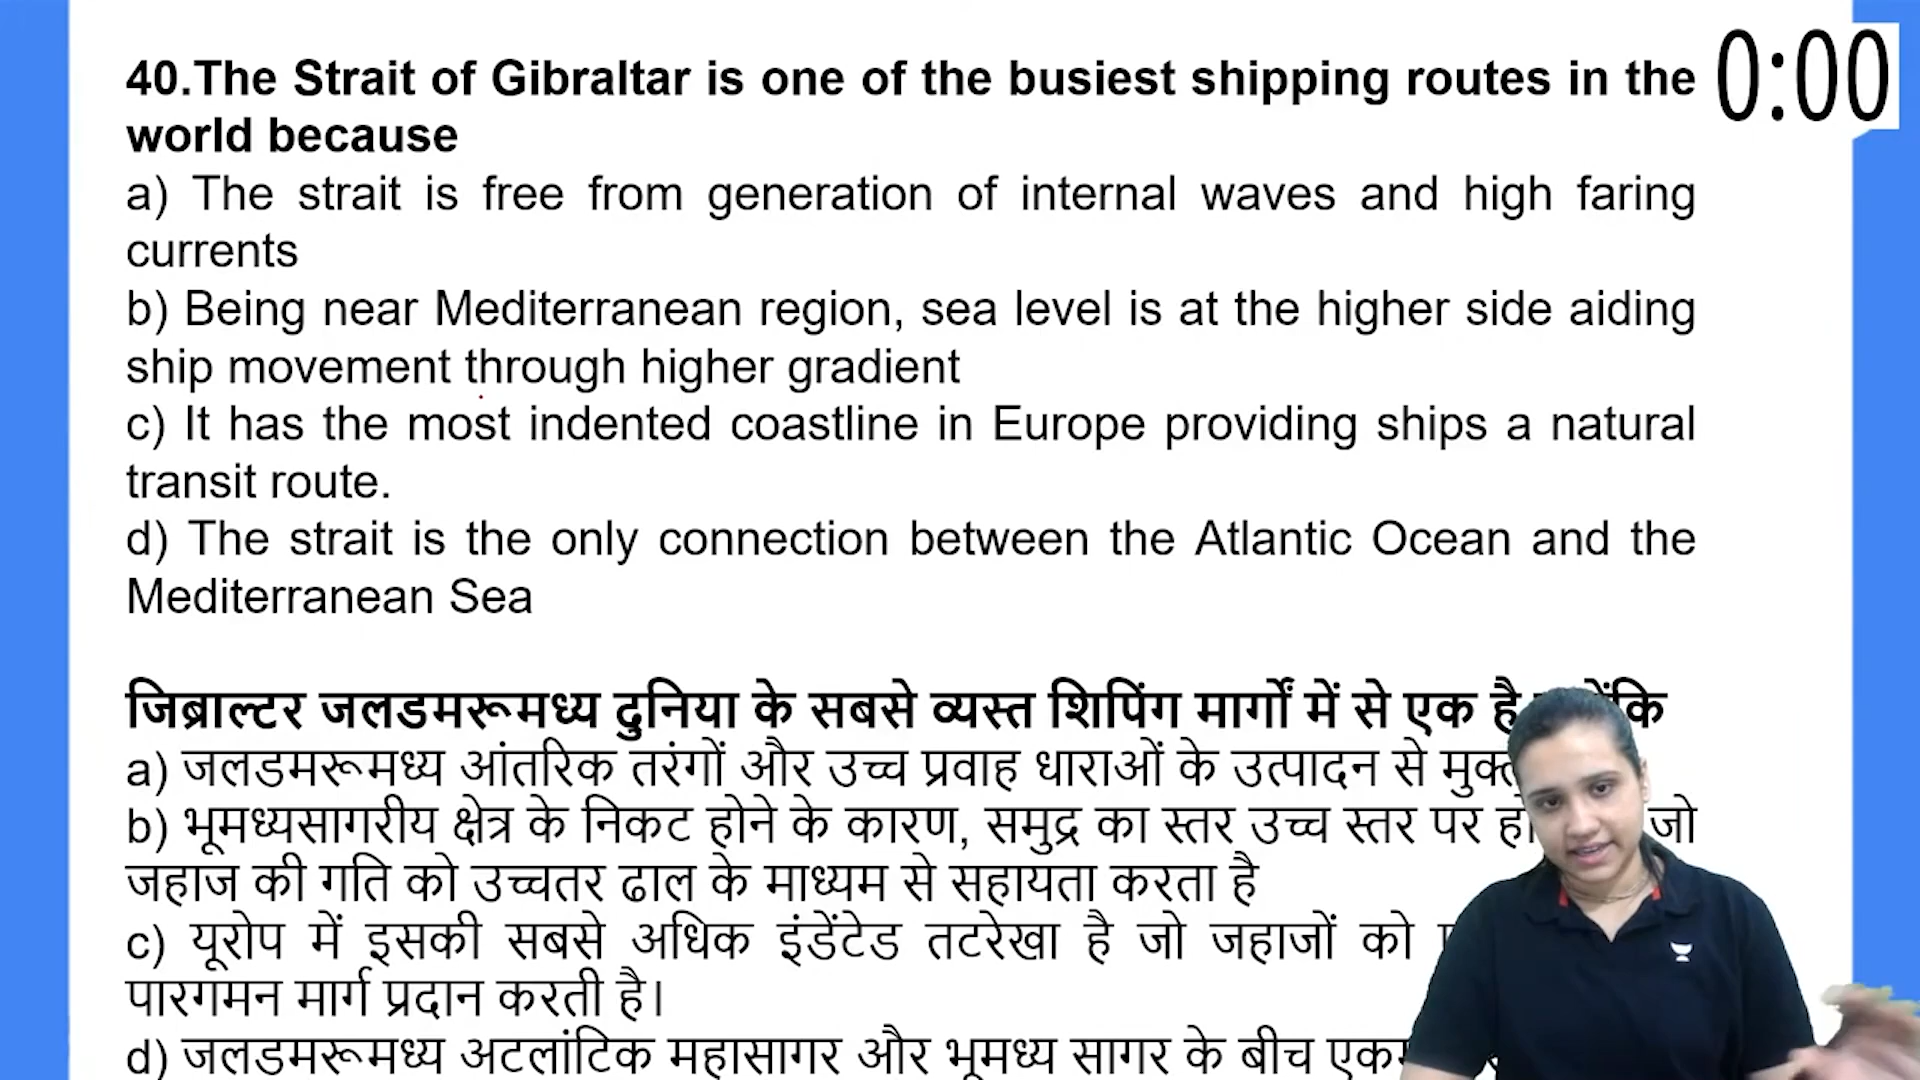 40.The Strait of Gibraltar is one of the busiest shipping routes in the
0:00
world because
a) The strait is free from generation of internal waves and high faring
currents
b) Being near Mediterranean region, sea level is at the higher side aiding
ship movement through higher gradient
c) It has the most indented coastline in Europe providing ships a natural
transit route.
d) The strait is the only connection between the Atlantic Ocean and the
Mediterranean Sea
जिब्राल्टर जलडमरूमध्य दुनिया के सबसे व्यस्त शिपिंग मार्गों में से एक है
a) जलडमरूमध्य आंतरिक तरंगों और उच्च प्रवाह धाराओं के उत्पादन से
b) भूमध्यसागरीय क्षेत्र के निकट होने के कारण, समुद्र का स्तर उच्च स्तर पर जो
जहाज की गति को उच्चतर ढाल के माध्यम से सहायता करता है
c) यूरोप में इसकी सबसे अधिक इंडेंटेड तटरेखा है जो जहाजों को
पारगमन मार्ग प्रदान करती है।
d) जलडमरूमध्य अटलांटिक महासागर और भूमध्य सागर के बीच